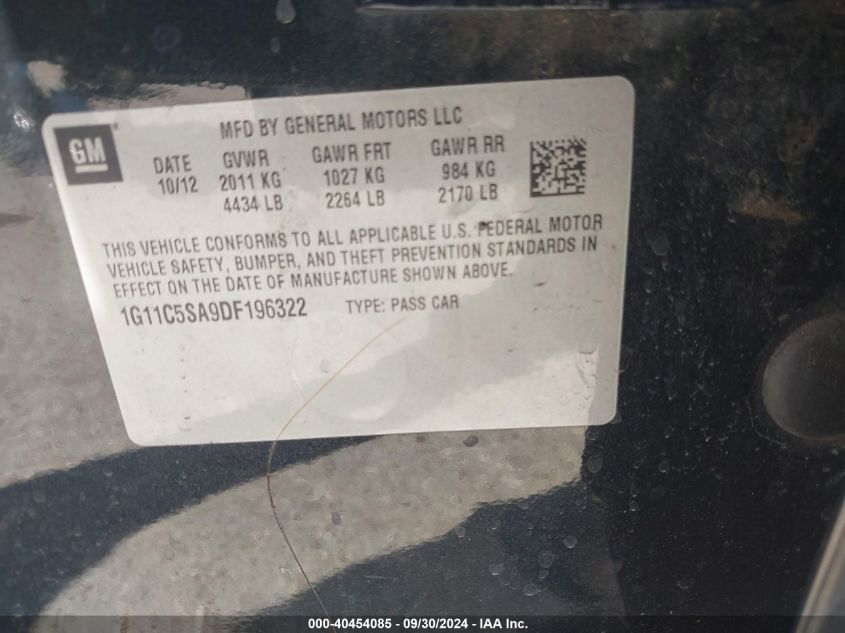 GM
MFD BY GENERAL MOTORS LLC
DATE GVWR GAWR FRT GAWR RR
10/12 2011 KG 1027 KG 984 KG
4434 LB 2264 LB 2170 LB
THIS VEHICLE CONFORMS TO ALL APPLICABLE U.S. FEDERAL MOTOR
VEHICLE SAFETY, BUMPER, AND THEFT PREVENTION STANDARDS IN
EFFECT ON THE DATE OF MANUFACTURE SHOWN ABOVE.
1G11C5SA9DF196322 TYPE: PASS CAR
000-40454085 - 09/30/2024 - IAA Inc.